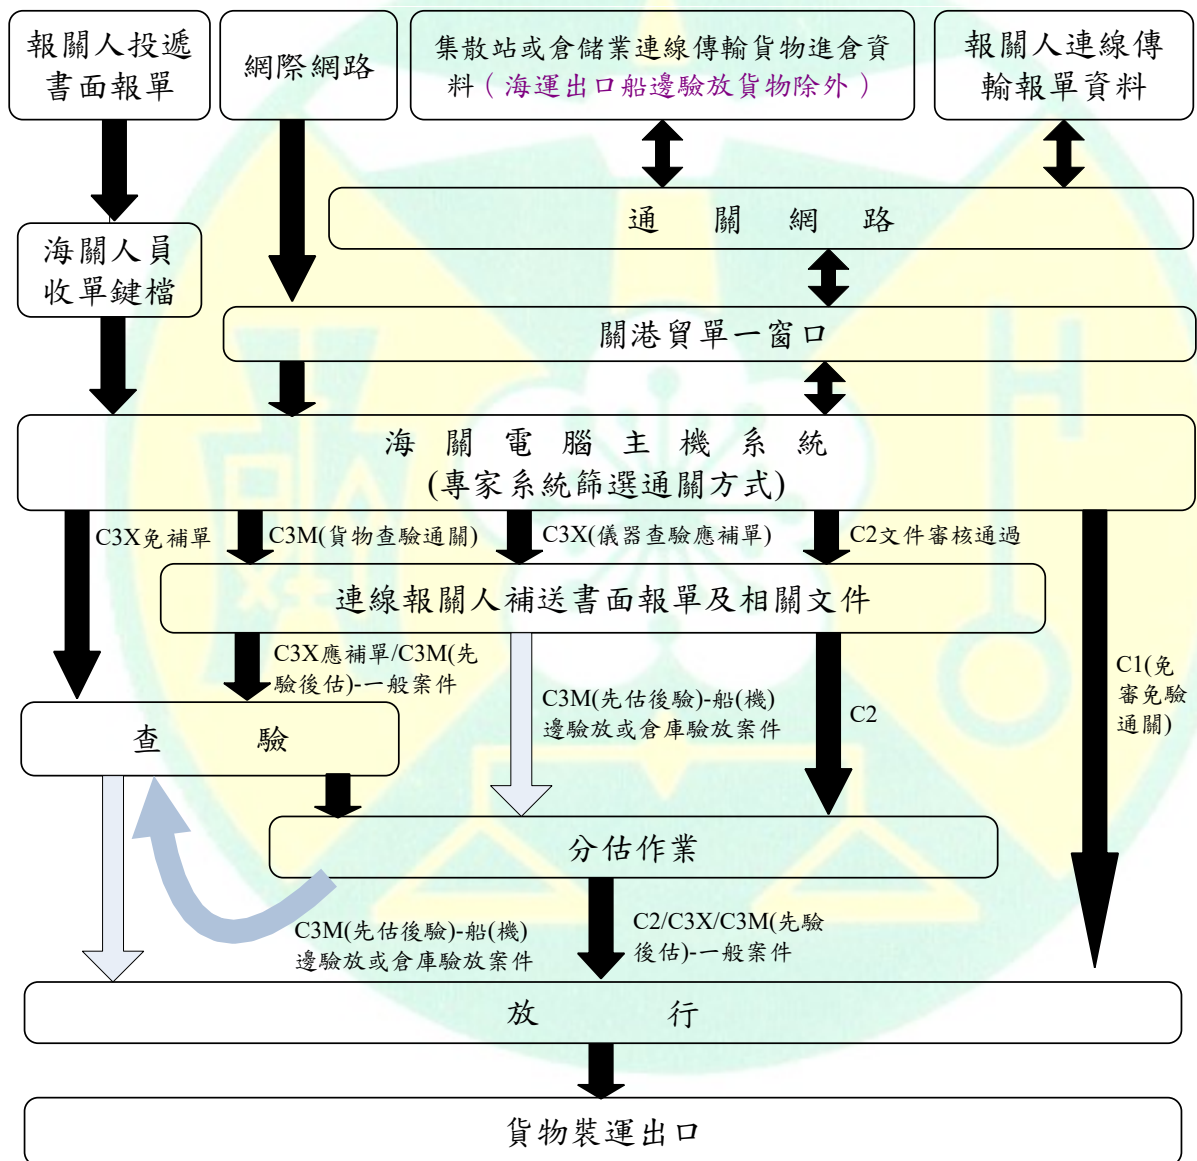 報關人投遞
書面報單
網際網路
集散站或倉儲業連線傳輸貨物進倉資
料（海運出口船邊驗放貨物除外）
報關人連線傳
輸報單資料
通關網路
海關人員
收單鍵檔
關港貿單一窗口
海關電腦主機系統
(專家系統篩選通關方式)
C3X免補單
C3M(貨物查驗通關)
C3X(儀器查驗應補單)
C2文件審核通過
連線報關人補送書面報單及相關文件
C3X應補單/C3M(先
驗後估)-一般案件
C3M(先估後驗)-船(機)
邊驗放或倉庫驗放案件
C2
C1(免
審免驗
通關)
查驗
分估作業
C3M(先估後驗)-船(機)
邊驗放或倉庫驗放案件
C2/C3X/C3M(先驗
後估)-一般案件
放行
貨物裝運出口